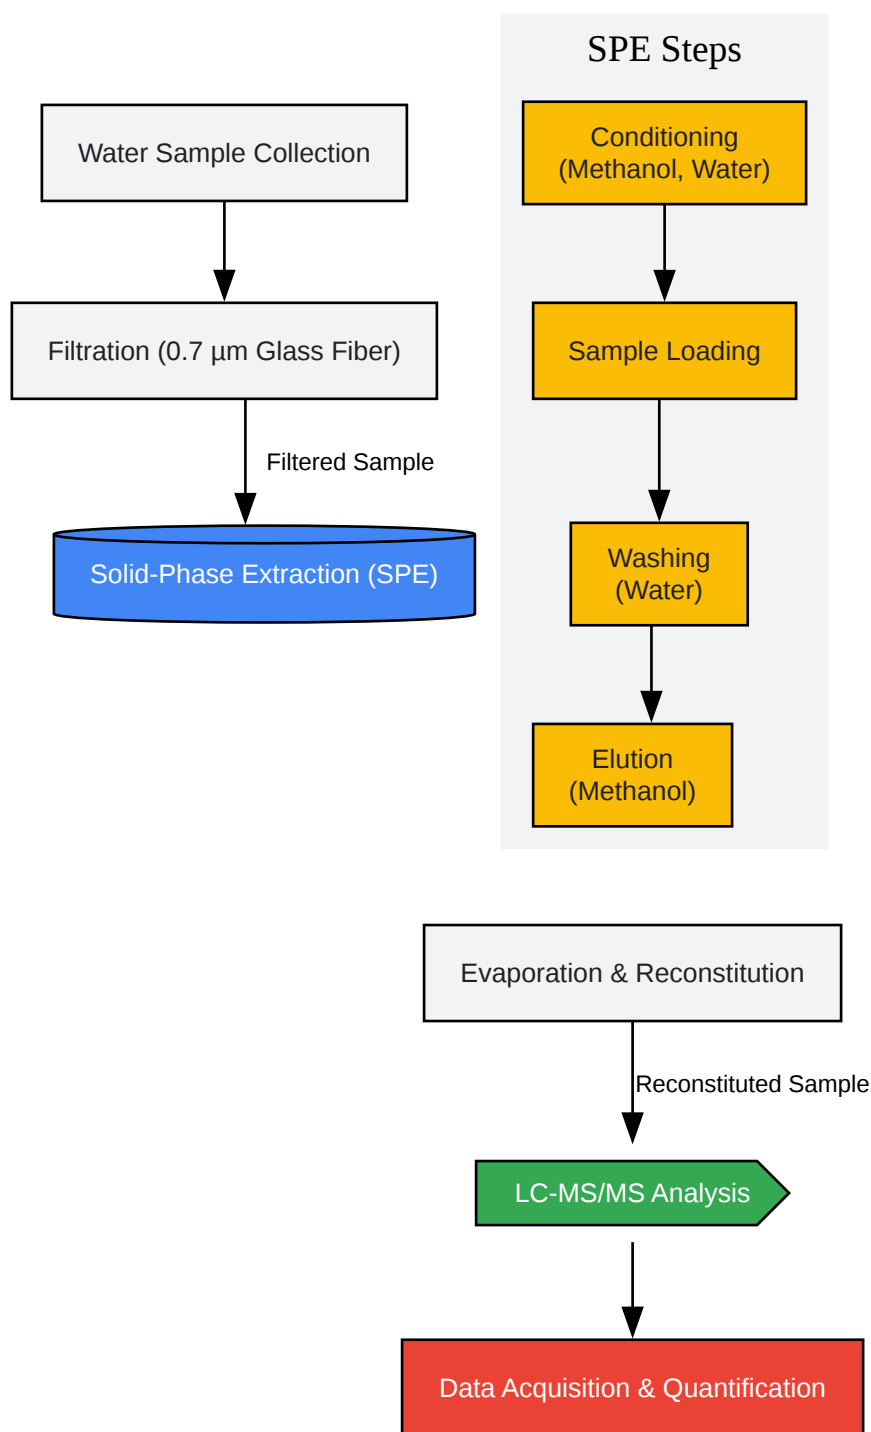 Water Sample Collection
Filtration (0.7 µm Glass Fiber)
Filtered Sample
Solid-Phase Extraction (SPE)
SPE Steps
Conditioning
(Methanol, Water)
Sample Loading
Washing
(Water)
Elution
(Methanol)
Evaporation & Reconstitution
Reconstituted Sample
LC-MS/MS Analysis
Data Acquisition & Quantification